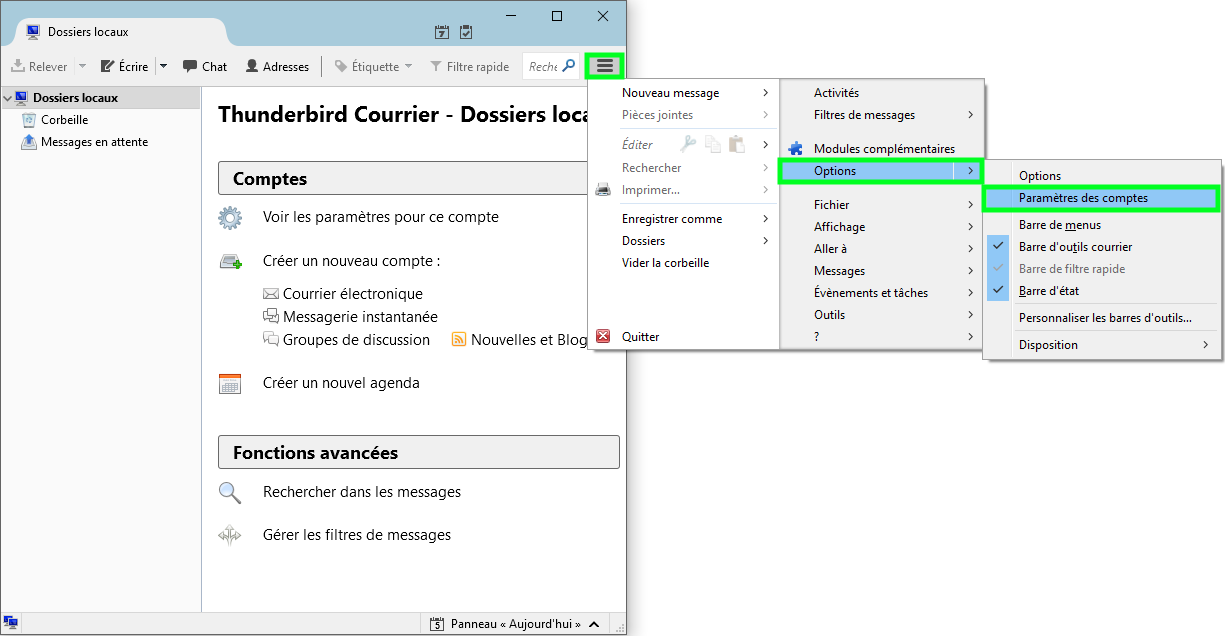 Dossiers locaux
7
Relever
Écrire
Chat
Adresses
Étiquette
Filtre rapide
Reche
Dossiers locaux
Corbeille
Messages en attente
Thunderbird Courrier - Dossiers loca
Comptes
Voir les paramètres pour ce compte
Créer un nouveau compte :
Courrier électronique
Messagerie instantanée
Groupes de discussion
Nouvelles et Blog
Créer un nouvel agenda
Fonctions avancées
Rechercher dans les messages
Gérer les filtres de messages
5
Panneau « Aujourd'hui »
Nouveau message
Pièces jointes
Éditer
Rechercher
Imprimer...
Enregistrer comme
Dossiers
Vider la corbeille
Quitter
Activités
Filtres de messages
Modules complémentaires
Options
Fichier
Affichage
Aller à
Messages
Évènements et tâches
Outils
?
Options
Paramètres des comptes
Barre de menus
Barre d'outils courrier
Barre de filtre rapide
Barre d'état
Personnaliser les barres d'outils...
Disposition